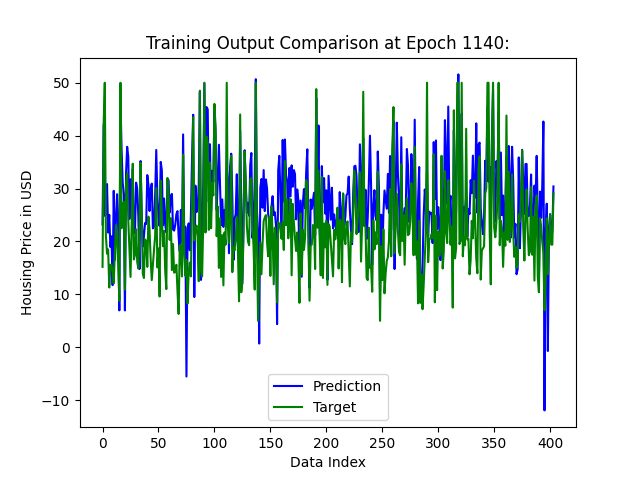 Training Output Comparison at Epoch 1140:
Housing Price in USD
50
40
30
20
10
0
−10
Prediction
Target
0 50 100 150 200 250 300 350 400
Data Index